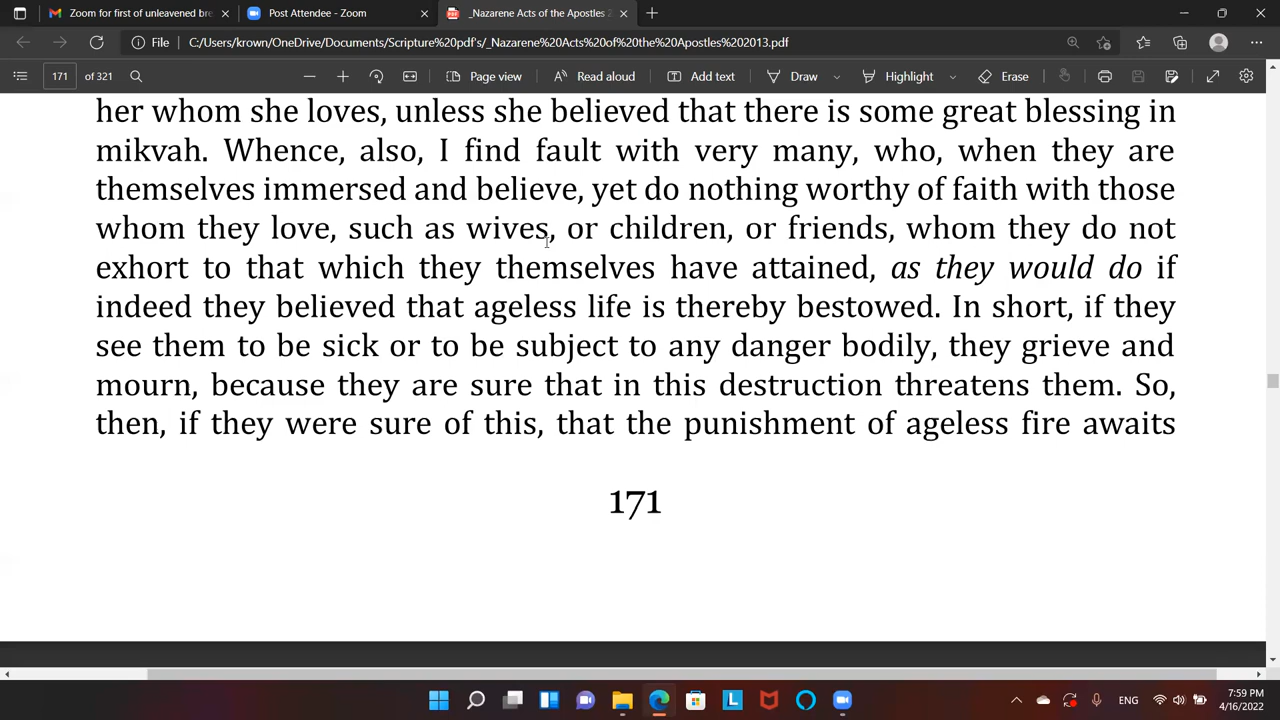 Zoom for first of unleavened bre
Post Attendee - Zoom
_Nazarene Acts of the Apostles 2
File
C:/Users/krown/OneDrive/Documents/Scripture%20pdf's/_Nazarene%20Acts%20of%20the%20Apostles%202013.pdf
171 of 321
Page view
Read aloud
Add text
Draw
Highlight
Erase
her whom she loves, unless she believed that there is some great blessing in
mikvah. Whence, also, I find fault with very many, who, when they are
themselves immersed and believe, yet do nothing worthy of faith with those
whom they love, such as wives, or children, or friends, whom they do not
exhort to that which they themselves have attained, as they would do if
indeed they believed that ageless life is thereby bestowed. In short, if they
see them to be sick or to be subject to any danger bodily, they grieve and
mourn, because they are sure that in this destruction threatens them. So,
then, if they were sure of this, that the punishment of ageless fire awaits
171
ENG
7:59 PM
4/16/2022